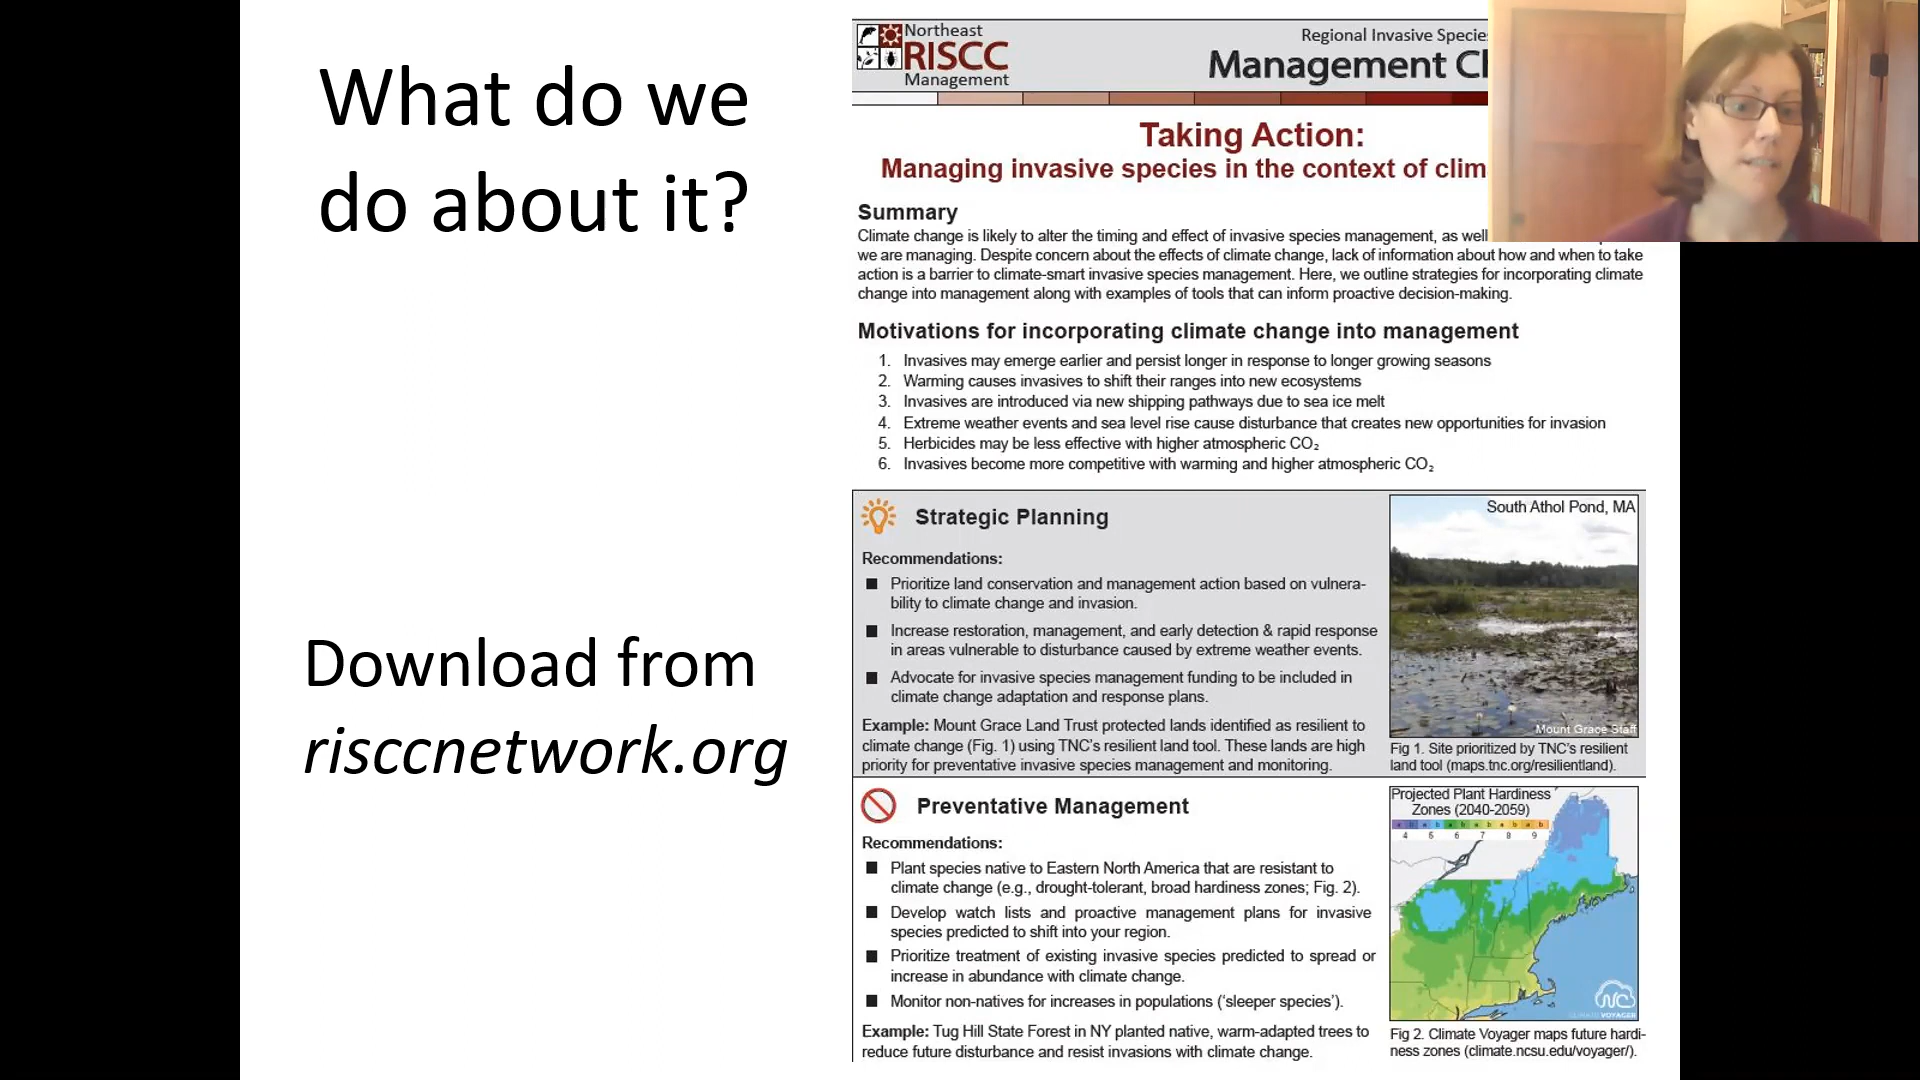 What do we
do about it?
Download from
risccnetwork.org
Northeast
RISCC
Management
Regional Invasive
Management
Taking Action:
Managing invasive species in the context of
Summary
Climate change is likely to alter the timing and effect of invasive species management, as well
we are managing. Despite concern about the effects of climate change, lack of information about how and when to take
action is a barrier to climate-smart invasive species management. Here, we outline strategies for incorporating climate
change into management along with examples of tools that can inform proactive decision-making.
Motivations for incorporating climate change into management
1. Invasives may emerge earlier and persist longer in response to longer growing seasons
2. Warming causes invasives to shift their ranges into new ecosystems
3. Invasives are introduced via new shipping pathways due to sea ice melt
4. Extreme weather events and sea level rise cause disturbance that creates new opportunities for invasion
5. Herbicides may be less effective with higher atmospheric CO₂
6. Invasives become more competitive with warming and higher atmospheric CO₂
Strategic Planning
Recommendations:
■ Prioritize land conservation and management action based on vulnera-
bility to climate change and invasion.
■ Increase restoration, management, and early detection & rapid response
in areas vulnerable to disturbance caused by extreme weather events.
■ Advocate for invasive species management funding to be included in
climate change adaptation and response plans.
Example: Mount Grace Land Trust protected lands identified as resilient to
climate change (Fig. 1) using TNC's resilient land tool. These lands are high
priority for preventative invasive species management and monitoring.
South Athol Pond, MA
Mount Grace Staff
Fig 1. Site prioritized by TNC's resilient
land tool (maps.tnc.org/resilientland).
Preventative Management
Recommendations:
■ Plant species native to Eastern North America that are resistant to
climate change (e.g., drought-tolerant, broad hardiness zones; Fig. 2).
■ Develop watch lists and proactive management plans for invasive
species predicted to shift into your region.
■ Prioritize treatment of existing invasive species predicted to spread or
increase in abundance with climate change.
■ Monitor non-natives for increases in populations ('sleeper species').
Example: Tug Hill State Forest in NY planted native, warm-adapted trees to
reduce future disturbance and resist invasions with climate change.
Projected Plant Hardiness
Zones (2040-2059)
a b a b a b a b a b a b
4 5 6 7 8 9
NC
CLIMATE VOYAGER
Fig 2. Climate Voyager maps future hardi-
ness zones (climate.ncsu.edu/voyager/).